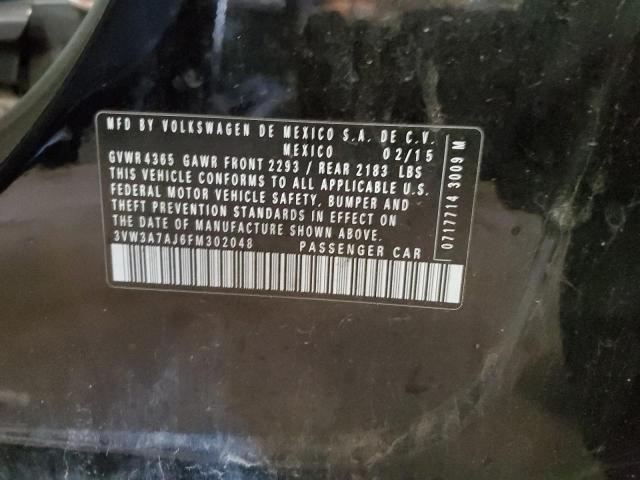 MFD BY VOLKSWAGEN DE MEXICO S.A. DE C.V.
MEXICO 02/15
GVWR 4365 GAWR FRONT 2293 / REAR 2183 LBS
THIS VEHICLE CONFORMS TO ALL APPLICABLE U.S.
FEDERAL MOTOR VEHICLE SAFETY, BUMPER AND
THEFT PREVENTION STANDARDS IN EFFECT ON
THE DATE OF MANUFACTURE SHOWN ABOVE.
3VW3A7AJ6FM302048 PASSENGER CAR
0717714 3009 M